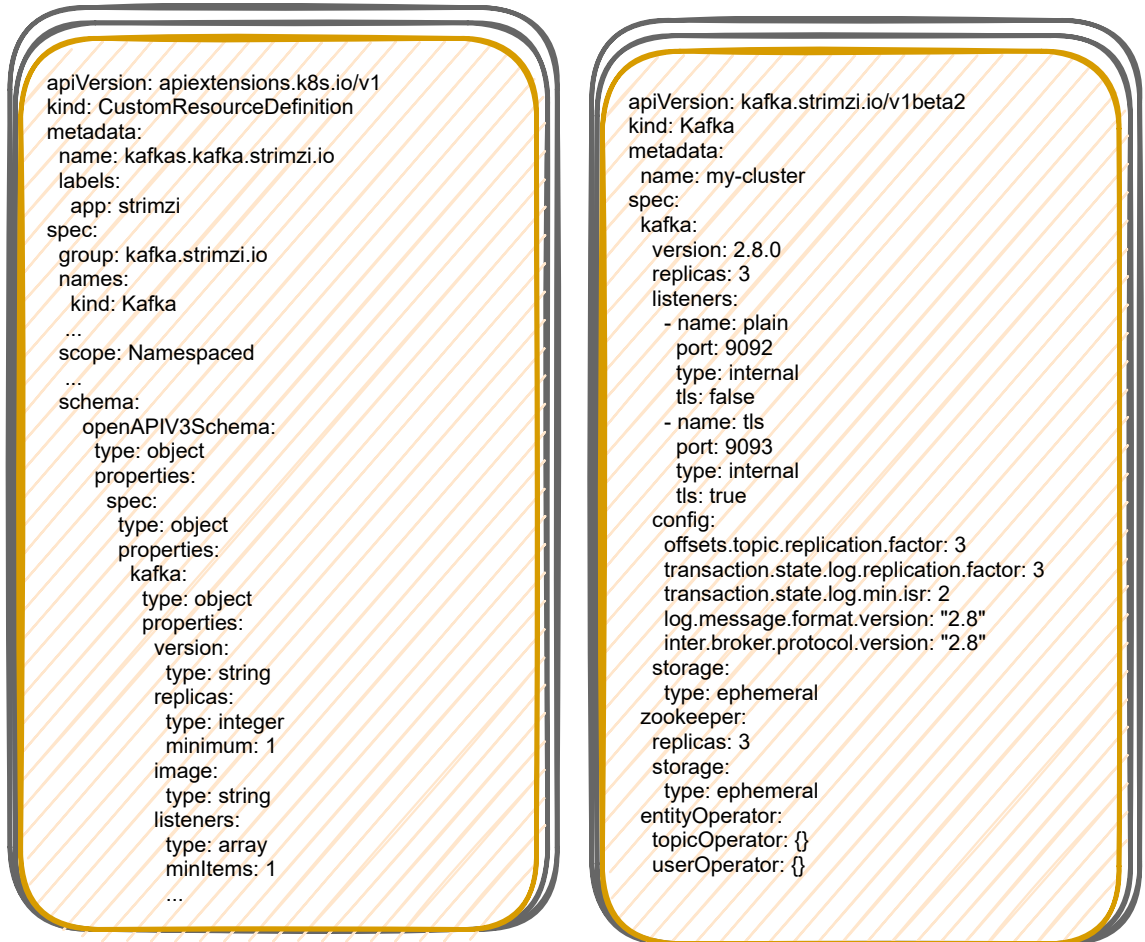 apiVersion: apiextensions.k8s.io/v1
kind: CustomResourceDefinition
metadata:
  name: kafkas.kafka.strimzi.io
  labels:
    app: strimzi
spec:
  group: kafka.strimzi.io
  names:
    kind: Kafka
   ...
  scope: Namespaced
   ...
  schema:
      openAPIV3Schema:
        type: object
        properties:
          spec:
            type: object
            properties:
              kafka:
                type: object
                properties:
                  version:
                    type: string
                  replicas:
                    type: integer
                    minimum: 1
                  image:
                    type: string
                  listeners:
                    type: array
                    minItems: 1
                    ...
apiVersion: kafka.strimzi.io/v1beta2
kind: Kafka
metadata:
  name: my-cluster
spec:
  kafka:
    version: 2.8.0
    replicas: 3
    listeners:
      - name: plain
        port: 9092
        type: internal
        tls: false
      - name: tls
        port: 9093
        type: internal
        tls: true
    config:
      offsets.topic.replication.factor: 3
      transaction.state.log.replication.factor: 3
      transaction.state.log.min.isr: 2
      log.message.format.version: "2.8"
      inter.broker.protocol.version: "2.8"
    storage:
      type: ephemeral
  zookeeper:
    replicas: 3
    storage:
      type: ephemeral
  entityOperator:
    topicOperator: {}
    userOperator: {}